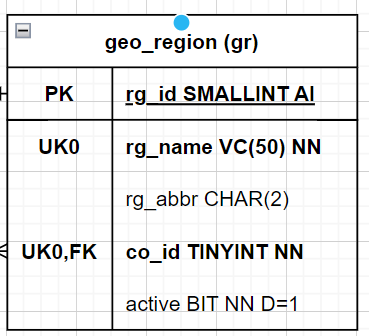 geo_region (gr)
PK rg_id SMALLINT AI
UK0 rg_name VC(50) NN
rg_abbr CHAR(2)
UK0,FK co_id TINYINT NN
active BIT NN D=1